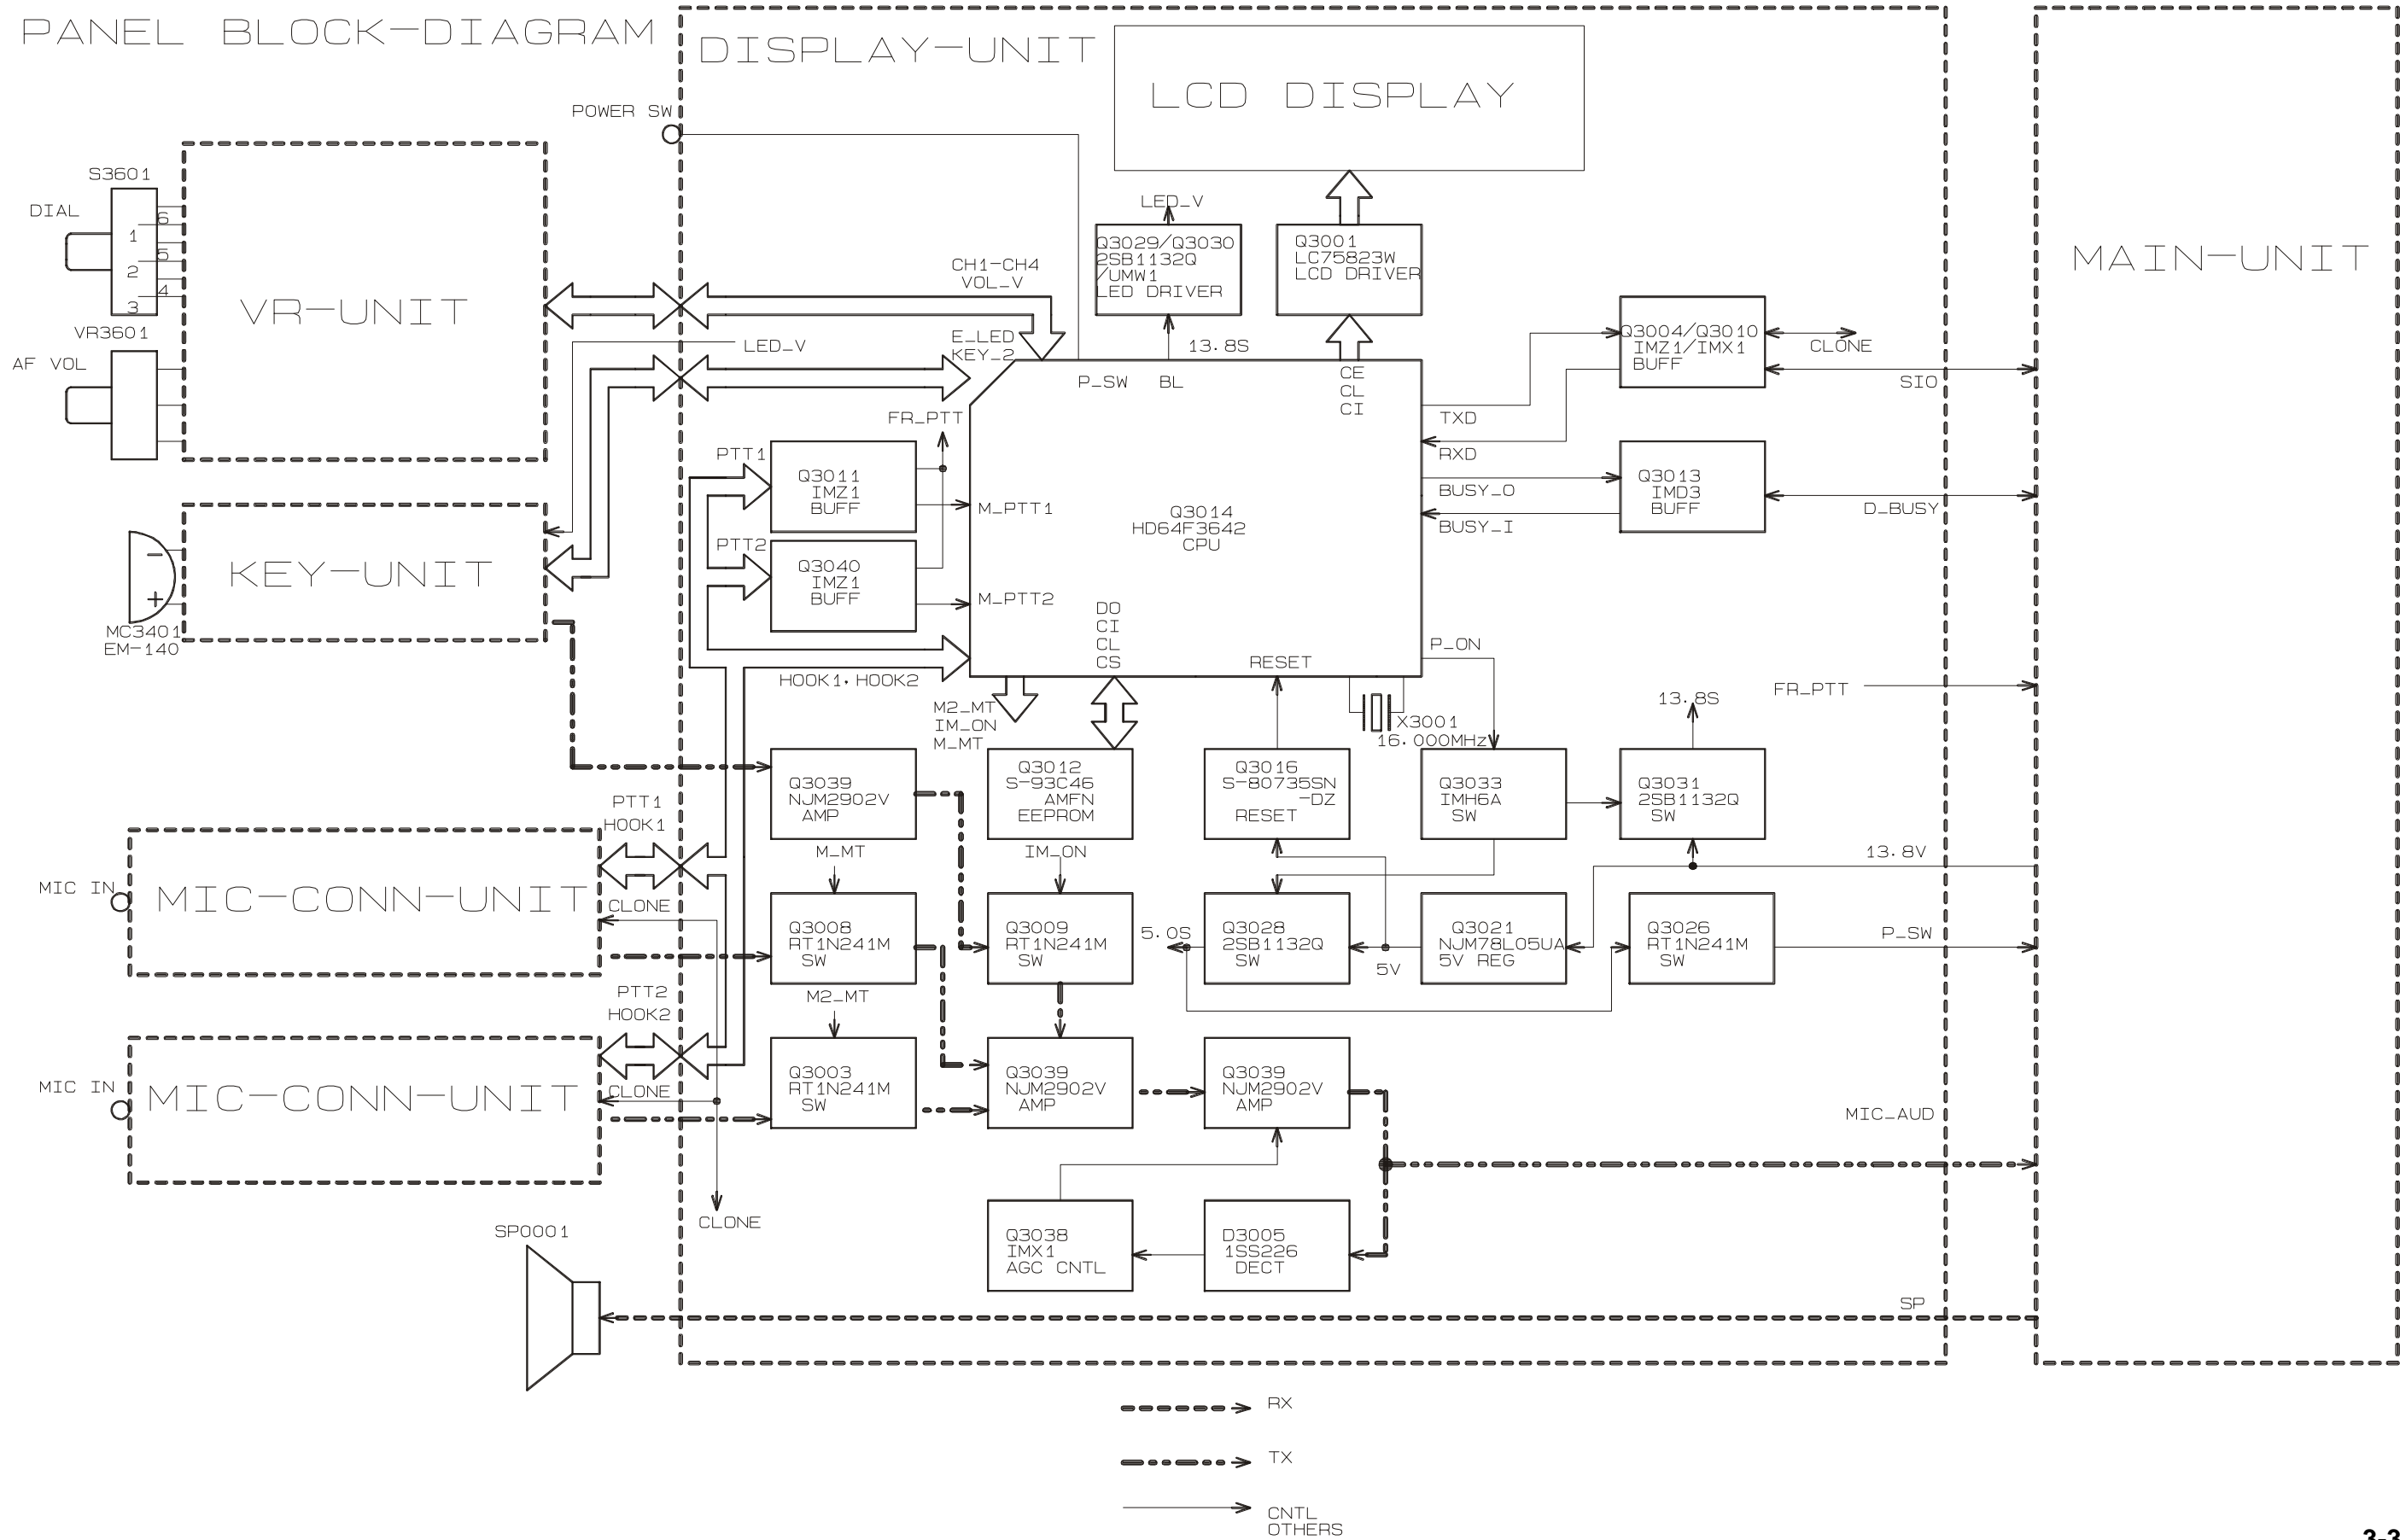 PANEL BLOCK-DIAGRAM
DISPLAY-UNIT
LCD DISPLAY
MAIN-UNIT
POWER SW
S3601
DIAL
6
1
5
2
4
3
VR-UNIT
VR3601
AF VOL
LED_V
Q3029/Q3030
2SB1132Q
/UMW1
LED DRIVER
Q3001
LC75823W
LCD DRIVER
CH1-CH4
VOL_V
E_LED
KEY_2
LED_V
13.8S
P_SW
BL
CE
CL
CI
Q3004/Q3010
IMZ1/IMX1
BUFF
CLONE
SIO
TXD
RXD
FR_PTT
PTT1
Q3011
IMZ1
BUFF
M_PTT1
PTT2
Q3040
IMZ1
BUFF
M_PTT2
Q3014
HD64F3642
CPU
BUSY_O
BUSY_I
Q3013
IMD3
BUFF
D_BUSY
KEY-UNIT
-
+
MC3401
EM-140
DO
CI
CL
CS
RESET
P_ON
HOOK1.HOOK2
M2_MT
IM_ON
M_MT
X3001
16.000MHz
13.8S
FR_PTT
Q3039
NJM2902V
AMP
Q3012
S-93C46
AMFN
EEPROM
Q3016
S-80735SN
-DZ
RESET
Q3033
IMH6A
SW
Q3031
2SB1132Q
SW
PTT1
HOOK1
M_MT
IM_ON
13.8V
MIC IN
MIC-CONN-UNIT
CLONE
Q3008
RT1N241M
SW
Q3009
RT1N241M
SW
5.0S
Q3028
2SB1132Q
SW
5V
Q3021
NJM78L05UA
5V REG
Q3026
RT1N241M
SW
P_SW
PTT2
HOOK2
M2_MT
MIC IN
MIC-CONN-UNIT
CLONE
Q3003
RT1N241M
SW
Q3039
NJM2902V
AMP
Q3039
NJM2902V
AMP
MIC_AUD
CLONE
SP0001
Q3038
IMX1
AGC CNTL
D3005
1SS226
DECT
SP
RX
TX
CNTL
OTHERS
3-3